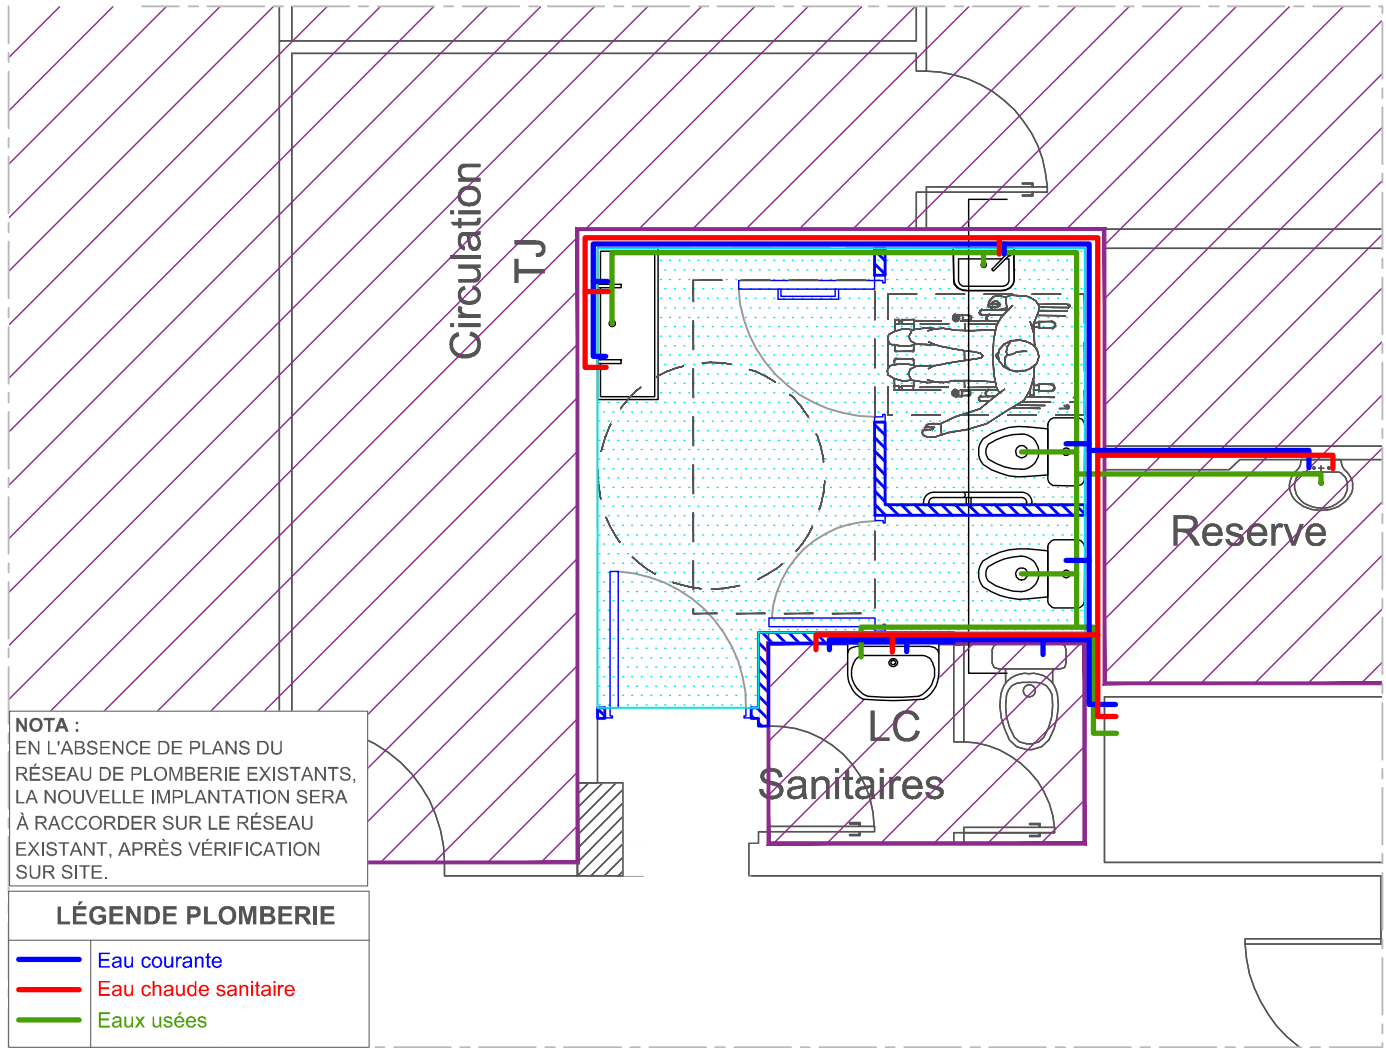 Circulation
TJ
Reserve
LC
Sanitaires
NOTA :
EN L'ABSENCE DE PLANS DU
RÉSEAU DE PLOMBERIE EXISTANTS,
LA NOUVELLE IMPLANTATION SERA
À RACCORDER SUR LE RÉSEAU
EXISTANT, APRÈS VÉRIFICATION
SUR SITE.
LÉGENDE PLOMBERIE
Eau courante
Eau chaude sanitaire
Eaux usées